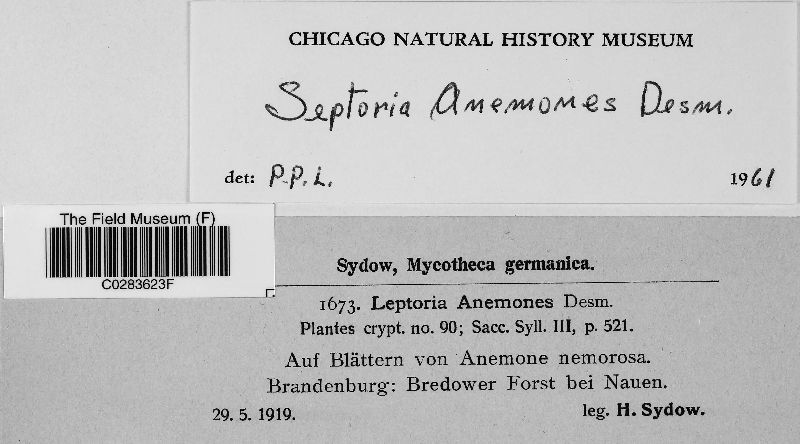 CHICAGO NATURAL HISTORY MUSEUM
Septoria Anemones Desm.
det: P.P.L. 1961
The Field Museum (F)
C0283623F
Sydow, Mycotheca germanica.
1673. Leptoria Anemones Desm.
Plantes crypt. no. 90; Sacc. Syll. III, p. 521.
Auf Blättern von Anemone nemorosa.
Brandenburg: Bredower Forst bei Nauen.
29. 5. 1919. leg. H. Sydow.